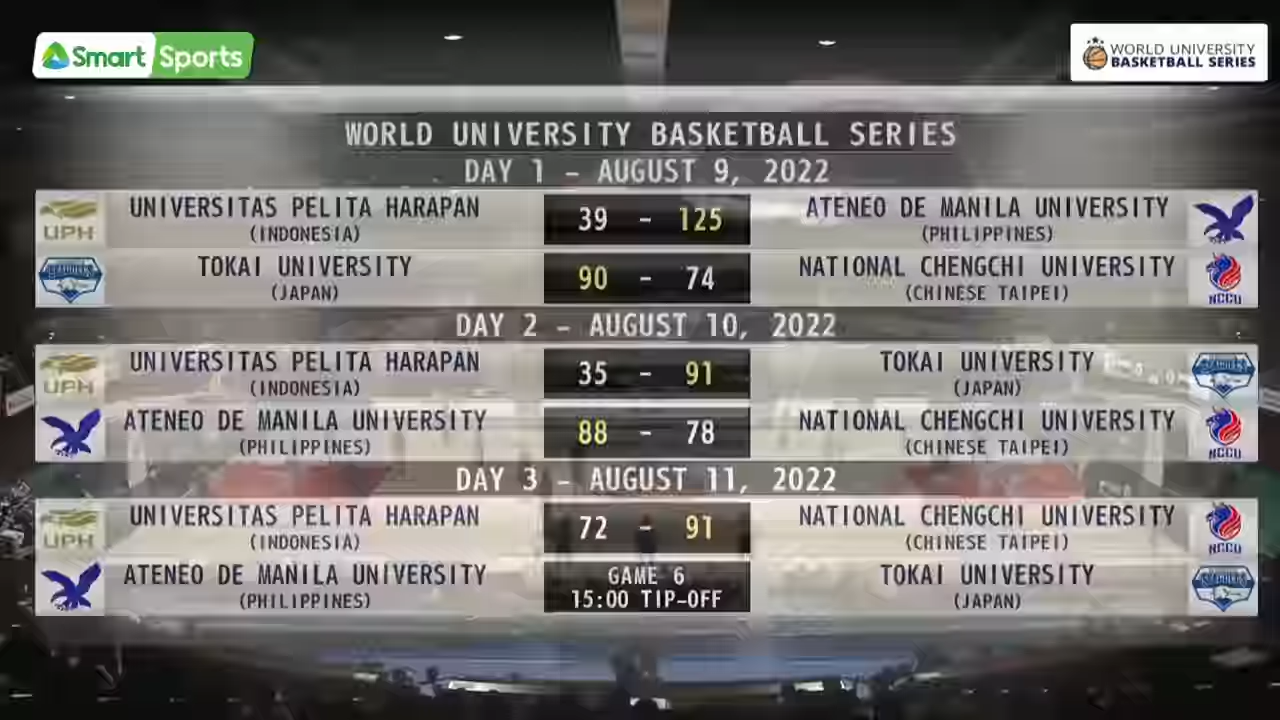 Smart Sports
WORLD UNIVERSITY
BASKETBALL SERIES
WORLD UNIVERSITY BASKETBALL SERIES
DAY 1 - AUGUST 9, 2022
UPH
UNIVERSITAS PELITA HARAPAN
(INDONESIA)
39 - 125
ATENEO DE MANILA UNIVERSITY
(PHILIPPINES)
TOKAI UNIVERSITY
(JAPAN)
90 - 74
NATIONAL CHENGCHI UNIVERSITY
(CHINESE TAIPEI)
NCCU
DAY 2 - AUGUST 10, 2022
UPH
UNIVERSITAS PELITA HARAPAN
(INDONESIA)
35 - 91
TOKAI UNIVERSITY
(JAPAN)
ATENEO DE MANILA UNIVERSITY
(PHILIPPINES)
88 - 78
NATIONAL CHENGCHI UNIVERSITY
(CHINESE TAIPEI)
NCCU
DAY 3 - AUGUST 11, 2022
UPH
UNIVERSITAS PELITA HARAPAN
(INDONESIA)
72 - 91
NATIONAL CHENGCHI UNIVERSITY
(CHINESE TAIPEI)
NCCU
ATENEO DE MANILA UNIVERSITY
(PHILIPPINES)
GAME 6
15:00 TIP-OFF
TOKAI UNIVERSITY
(JAPAN)